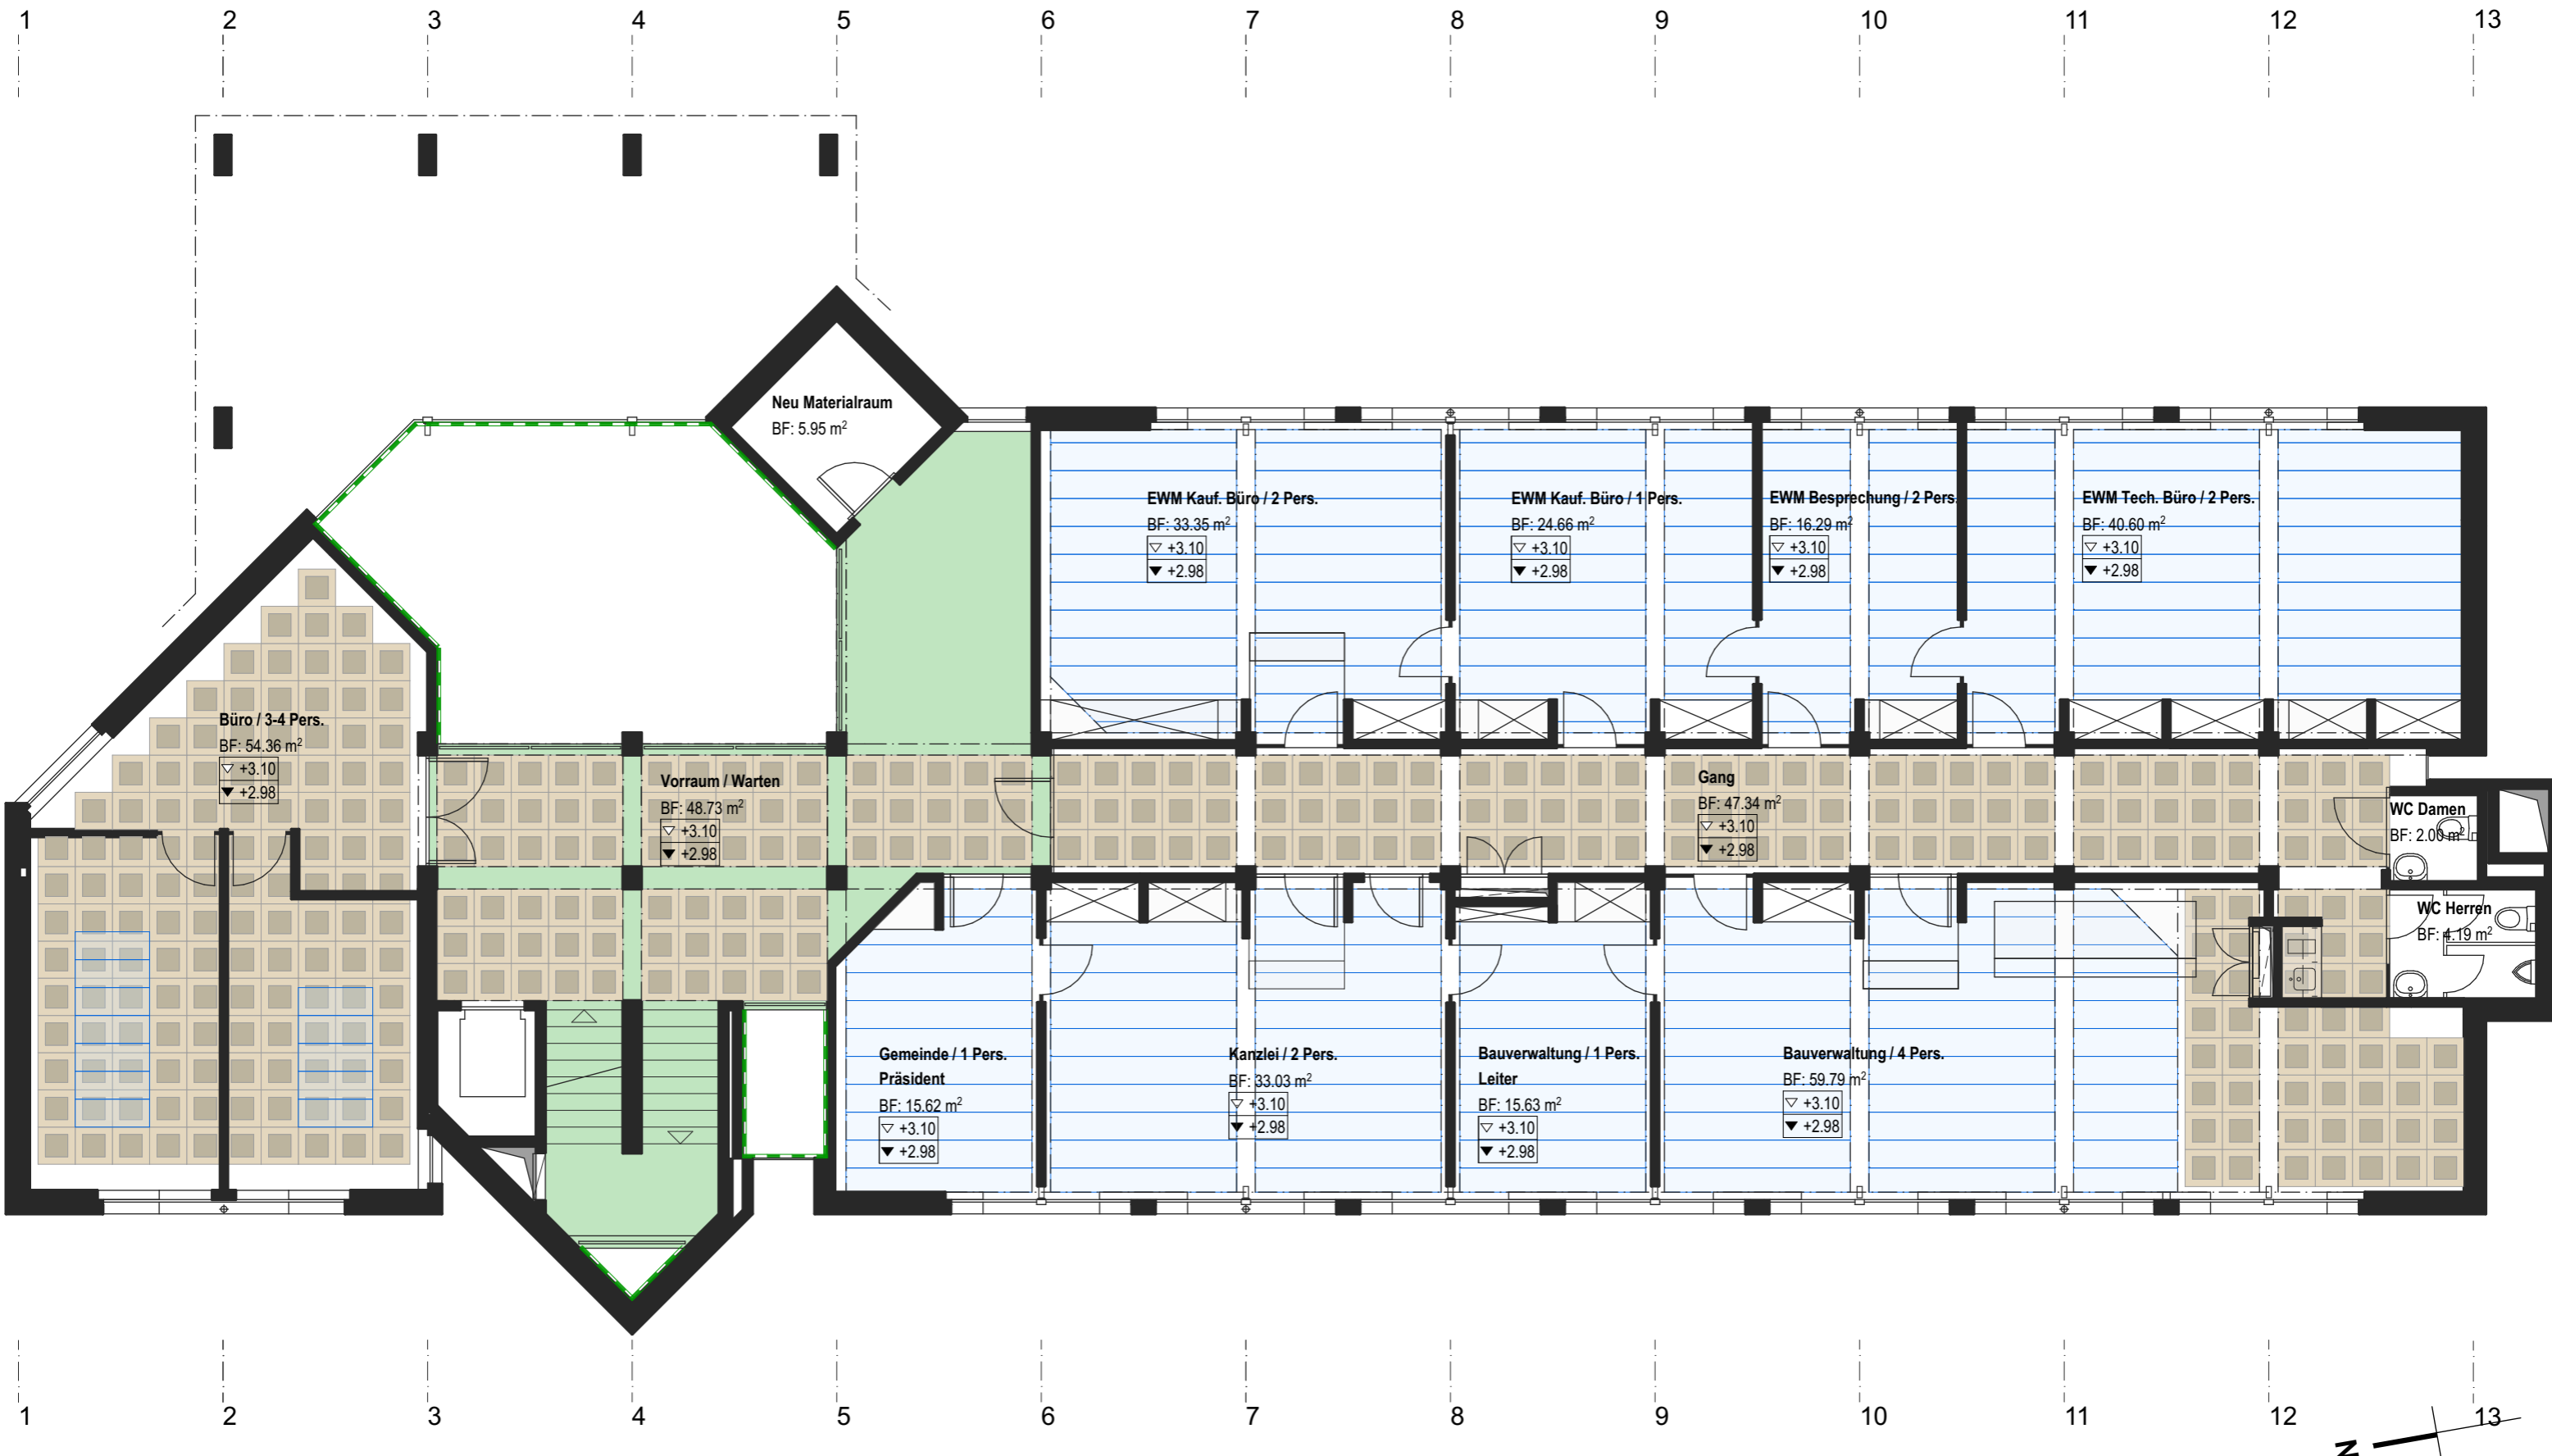 1 2 3 4 5 6 7 8 9 10 11 12 13
Neu Materialraum
BF: 5.95 m²
EWM Kauf. Büro / 2 Pers.
BF: 33.35 m²
▽ +3.10
▼ +2.98
EWM Kauf. Büro / 1 Pers.
BF: 24.66 m²
▽ +3.10
▼ +2.98
EWM Besprechung / 2 Pers.
BF: 16.29 m²
▽ +3.10
▼ +2.98
EWM Tech. Büro / 2 Pers.
BF: 40.60 m²
▽ +3.10
▼ +2.98
Büro / 3-4 Pers.
BF: 54.36 m²
▽ +3.10
▼ +2.98
Vorraum / Warten
BF: 48.73 m²
▽ +3.10
▼ +2.98
Gang
BF: 47.34 m²
▽ +3.10
▼ +2.98
WC Damen
BF: 2.00 m²
WC Herren
BF: 4.19 m²
Gemeinde / 1 Pers.
Präsident
BF: 15.62 m²
▽ +3.10
▼ +2.98
Kanzlei / 2 Pers.
BF: 33.03 m²
▽ +3.10
▼ +2.98
Bauverwaltung / 1 Pers.
Leiter
BF: 15.63 m²
▽ +3.10
▼ +2.98
Bauverwaltung / 4 Pers.
BF: 59.79 m²
▽ +3.10
▼ +2.98
1 2 3 4 5 6 7 8 9 10 11 12 13
N